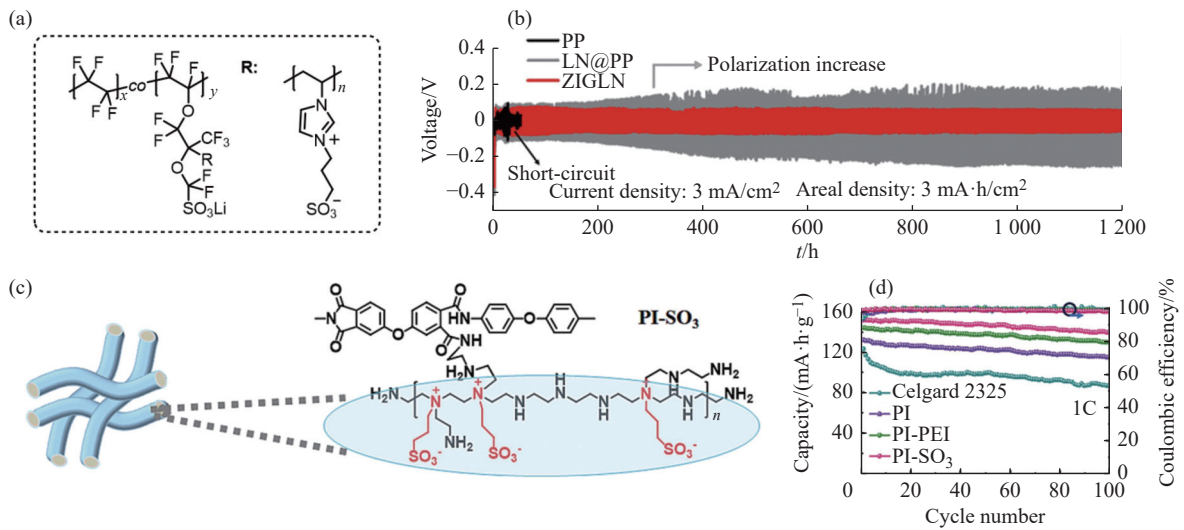 (a)
F F
F F
x
co
F F
F
y
O
F
F
CF3
O
R
F
F
SO3Li
R:
n
N
N
+
SO3−
(b)
Voltage/V
0.4
0.2
0
−0.2
−0.4
PP
LN@PP
ZIGLN
Polarization increase
Short-circuit
Current density: 3 mA/cm2 Areal density: 3 mA·h/cm2
0 200 400 600 800 1 000 1 200
t/h
(c)
PI-SO3
O
N
O
O
O
NH
O
O
NH
H2N
H2N
N+
N+
NH2
SO3−
SO3−
H
N
N
H
H
N
N
H
N+
SO3−
N
H
NH2
NH2
n
(d)
Capacity/(mA·h·g−1)
160
120
80
40
0 20 40 60 80 100
Cycle number
Celgard 2325
PI
PI-PEI
PI-SO3
1C
100
80
60
40
20
0
Coulombic efficiency/%